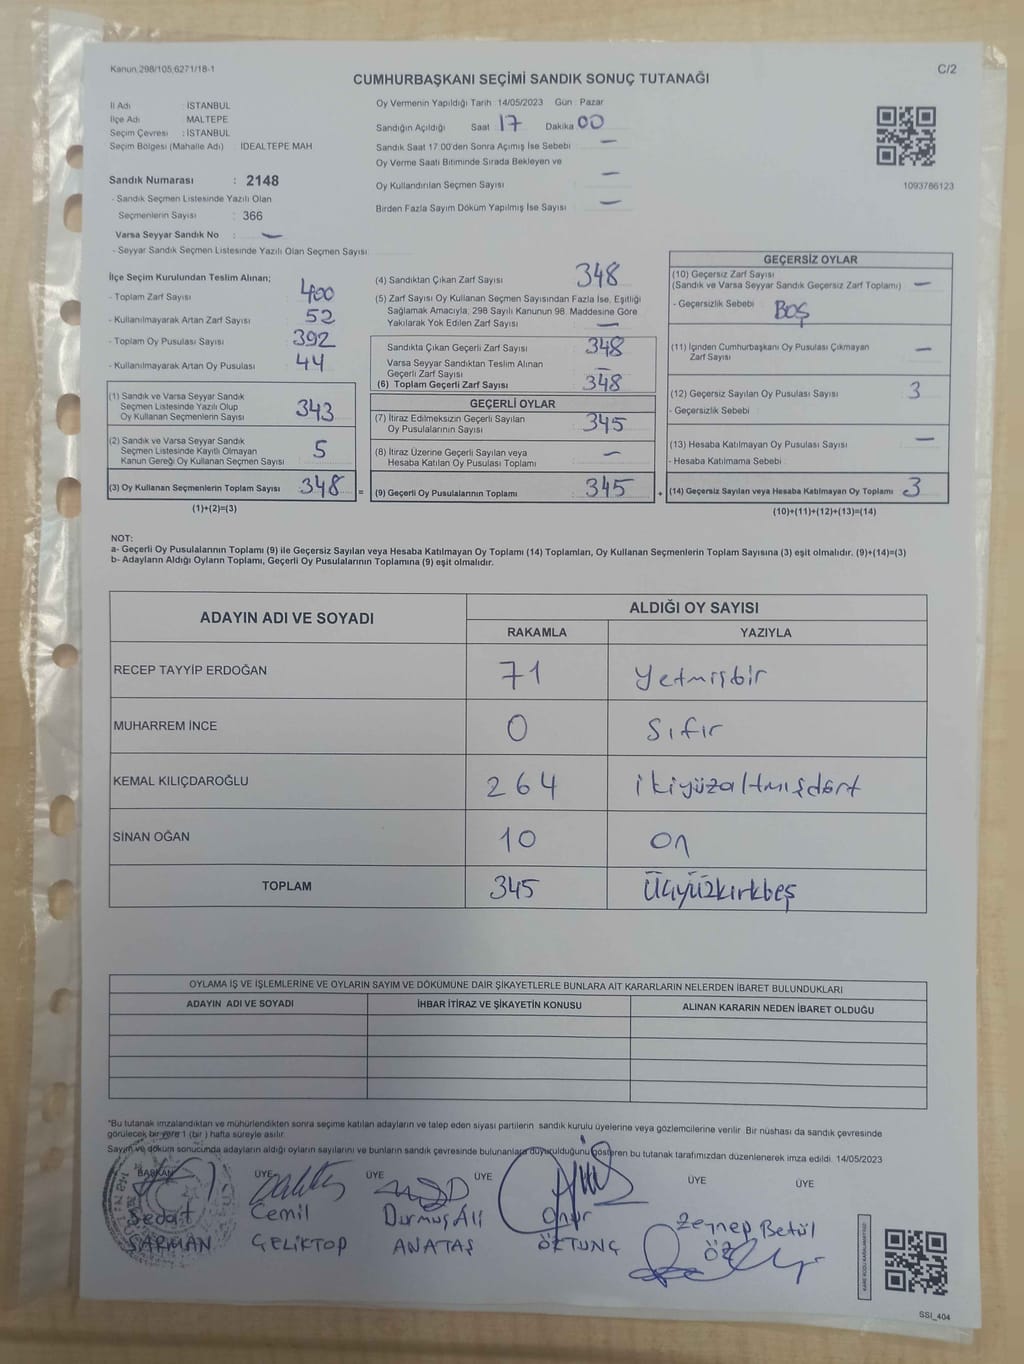 Kanun 298/105,6271/18-1
C/2
CUMHURBAŞKANI SEÇİMİ SANDIK SONUÇ TUTANAĞI
İl Adı : İSTANBUL
İlçe Adı MALTEPE
Seçim Çevresi : İSTANBUL
Seçim Bölgesi (Mahalle Adı) IDEALTEPE MAH
Sandık Numarası : 2148
- Sandık Seçmen Listesinde Yazılı Olan
Seçmenlerin Sayısı : 366
Varsa Seyyar Sandık No : —
- Seyyar Sandık Seçmen Listesinde Yazılı Olan Seçmen Sayısı
Oy Vermenin Yapıldığı Tarih 14/05/2023 Gün : Pazar
Sandığın Açıldığı Saat 17 Dakika 00
Sandık Saat 17.00'den Sonra Açımış İse Sebebi —
Oy Verme Saati Bitiminde Sırada Bekleyen ve
Oy Kullandırılan Seçmen Sayısı —
Birden Fazla Sayım Döküm Yapılmış İse Sayısı —
1093786123
İlçe Seçim Kurulundan Teslim Alınan;
- Toplam Zarf Sayısı 400
- Kullanılmayarak Artan Zarf Sayısı 52
- Toplam Oy Pusulası Sayısı 392
- Kullanılmayarak Artan Oy Pusulası 44
(1) Sandık ve Varsa Seyyar Sandık
Seçmen Listesinde Yazılı Olup
Oy Kullanan Seçmenlerin Sayısı 343
(2) Sandık ve Varsa Seyyar Sandık
Seçmen Listesinde Kayıtlı Olmayan
Kanun Gereği Oy Kullanan Seçmen Sayısı 5
(3) Oy Kullanan Seçmenlerin Toplam Sayısı 348 =
(1)+(2)=(3)
(4) Sandıktan Çıkan Zarf Sayısı 348
(5) Zarf Sayısı Oy Kullanan Seçmen Sayısından Fazla İse, Eşitliği
Sağlamak Amacıyla, 298 Sayılı Kanunun 98. Maddesine Göre
Yakılarak Yok Edilen Zarf Sayısı —
Sandıkta Çıkan Geçerli Zarf Sayısı 348
Varsa Seyyar Sandıktan Teslim Alınan
Geçerli Zarf Sayısı —
(6) Toplam Geçerli Zarf Sayısı 348
GEÇERLİ OYLAR
(7) İtiraz Edilmeksizin Geçerli Sayılan
Oy Pusulalarının Sayısı 345
(8) İtiraz Üzerine Geçerli Sayılan veya
Hesaba Katılan Oy Pusulası Toplamı —
(9) Geçerli Oy Pusulalarının Toplamı 345 +
GEÇERSİZ OYLAR
(10) Geçersiz Zarf Sayısı
(Sandık ve Varsa Seyyar Sandık Geçersiz Zarf Toplamı) —
- Geçersizlik Sebebi BOŞ
(11) İçinden Cumhurbaşkanı Oy Pusulası Çıkmayan
Zarf Sayısı —
(12) Geçersiz Sayılan Oy Pusulası Sayısı 3
- Geçersizlik Sebebi
(13) Hesaba Katılmayan Oy Pusulası Sayısı —
- Hesaba Katılmama Sebebi
(14) Geçersiz Sayılan veya Hesaba Katılmayan Oy Toplamı 3
(10)+(11)+(12)+(13)=(14)
NOT:
a- Geçerli Oy Pusulalarının Toplamı (9) ile Geçersiz Sayılan veya Hesaba Katılmayan Oy Toplamı (14) Toplamları, Oy Kullanan Seçmenlerin Toplam Sayısına (3) eşit olmalıdır. (9)+(14)=(3)
b- Adayların Aldığı Oyların Toplamı, Geçerli Oy Pusulalarının Toplamına (9) eşit olmalıdır.
ADAYIN ADI VE SOYADI ALDIĞI OY SAYISI
RAKAMLA YAZIYLA
RECEP TAYYİP ERDOĞAN 71 Yetmişbir
MUHARREM İNCE 0 Sıfır
KEMAL KILIÇDAROĞLU 264 ikiyüzaltmışdört
SİNAN OĞAN 10 on
TOPLAM 345 Üçyüzkırkbeş
OYLAMA İŞ VE İŞLEMLERİNE VE OYLARIN SAYIM VE DÖKÜMÜNE DAİR ŞİKAYETLERLE BUNLARA AİT KARARLARIN NELERDEN İBARET BULUNDUKLARI
ADAYIN ADI VE SOYADI İHBAR İTİRAZ VE ŞİKAYETİN KONUSU ALINAN KARARIN NEDEN İBARET OLDUĞU
"Bu tutanak imzalandıktan ve mühürlendikten sonra seçime katılan adayların ve talep eden siyasi partilerin sandık kurulu üyelerine veya gözlemcilerine verilir. Bir nüshası da sandık çevresinde
görülecek bir yere 1 (bir ) hafta süreyle asılır.
Sayım ve döküm sonucunda adayların aldığı oyların sayılarını ve bunların sandık çevresinde bulunanlara duyurulduğunu gösteren bu tutanak tarafımızdan düzenlenerek imza edildi. 14/05/2023
BAŞKAN ÜYE ÜYE ÜYE ÜYE ÜYE
Sedat Cemil Durmuş Ali Onur Zeynep Betül
SARMAN ÇELİKTOP ANATAŞ ÖKTUNÇ ÖZ
SSI_404